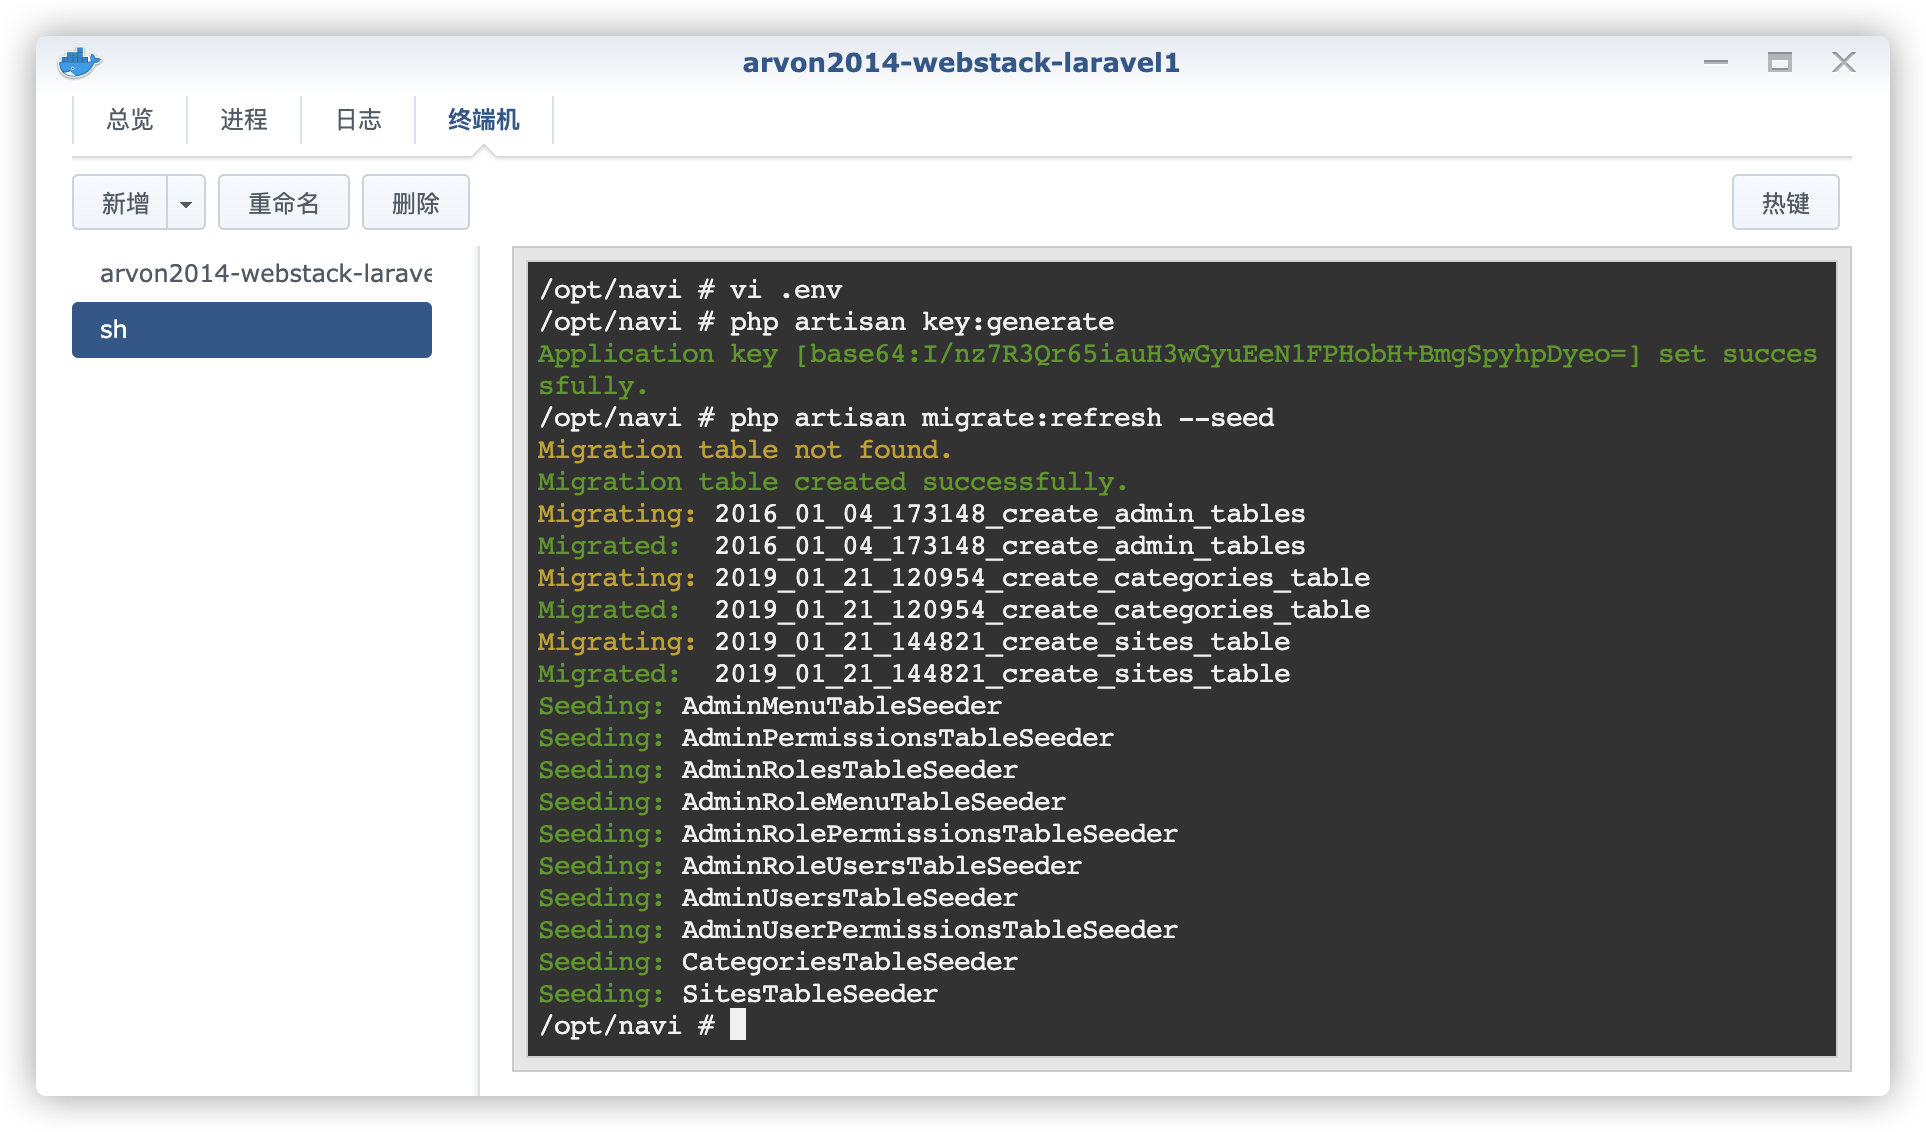 arvon2014-webstack-laravel1
总览 进程 日志 终端机
新增 重命名 删除 热键
arvon2014-webstack-larave
sh
/opt/navi # vi .env
/opt/navi # php artisan key:generate
Application key [base64:I/nz7R3Qr65iauH3wGyuEeN1FPHobH+BmgSpyhpDyeo=] set succes
sfully.
/opt/navi # php artisan migrate:refresh --seed
Migration table not found.
Migration table created successfully.
Migrating: 2016_01_04_173148_create_admin_tables
Migrated:  2016_01_04_173148_create_admin_tables
Migrating: 2019_01_21_120954_create_categories_table
Migrated:  2019_01_21_120954_create_categories_table
Migrating: 2019_01_21_144821_create_sites_table
Migrated:  2019_01_21_144821_create_sites_table
Seeding: AdminMenuTableSeeder
Seeding: AdminPermissionsTableSeeder
Seeding: AdminRolesTableSeeder
Seeding: AdminRoleMenuTableSeeder
Seeding: AdminRolePermissionsTableSeeder
Seeding: AdminRoleUsersTableSeeder
Seeding: AdminUsersTableSeeder
Seeding: AdminUserPermissionsTableSeeder
Seeding: CategoriesTableSeeder
Seeding: SitesTableSeeder
/opt/navi #